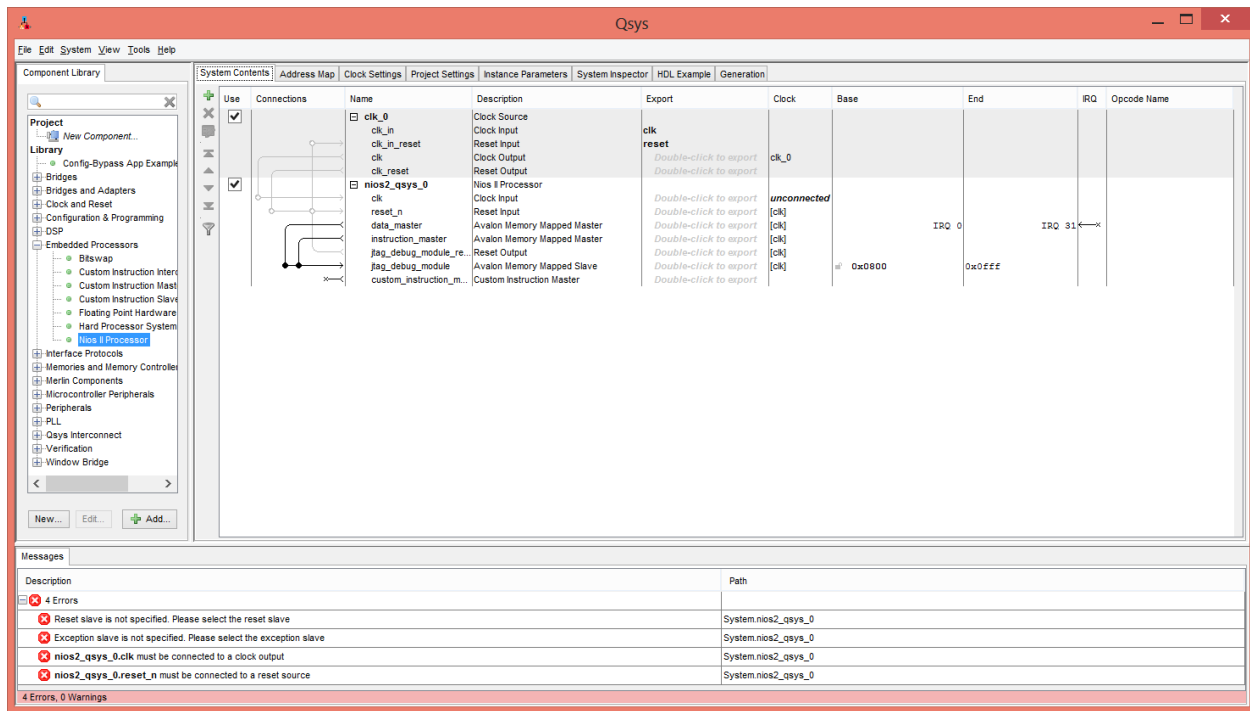 Qsys
File Edit System View Tools Help
Component Library
System Contents Address Map Clock Settings Project Settings Instance Parameters System Inspector HDL Example Generation
Use Connections Name Description Export Clock Base End IRQ Opcode Name
clk_0 Clock Source
clk_in Clock Input clk
clk_in_reset Reset Input reset
clk Clock Output Double-click to export clk_0
clk_reset Reset Output Double-click to export
nios2_qsys_0 Nios II Processor
clk Clock Input Double-click to export unconnected
reset_n Reset Input Double-click to export [clk]
data_master Avalon Memory Mapped Master Double-click to export [clk] IRQ 0 IRQ 31
instruction_master Avalon Memory Mapped Master Double-click to export [clk]
jtag_debug_module_re... Reset Output Double-click to export [clk]
jtag_debug_module Avalon Memory Mapped Slave Double-click to export [clk] 0x0800 0x0fff
custom_instruction_m... Custom Instruction Master Double-click to export
Project
New Component...
Library
Config-Bypass App Example
Bridges
Bridges and Adapters
Clock and Reset
Configuration & Programming
DSP
Embedded Processors
Bitswap
Custom Instruction Interc
Custom Instruction Mast
Custom Instruction Slave
Floating Point Hardware
Hard Processor System
Nios II Processor
Interface Protocols
Memories and Memory Controller
Merlin Components
Microcontroller Peripherals
Peripherals
PLL
Qsys Interconnect
Verification
Window Bridge
New... Edit... Add...
Messages
Description Path
4 Errors
Reset slave is not specified. Please select the reset slave System.nios2_qsys_0
Exception slave is not specified. Please select the exception slave System.nios2_qsys_0
nios2_qsys_0.clk must be connected to a clock output System.nios2_qsys_0
nios2_qsys_0.reset_n must be connected to a reset source System.nios2_qsys_0
4 Errors, 0 Warnings